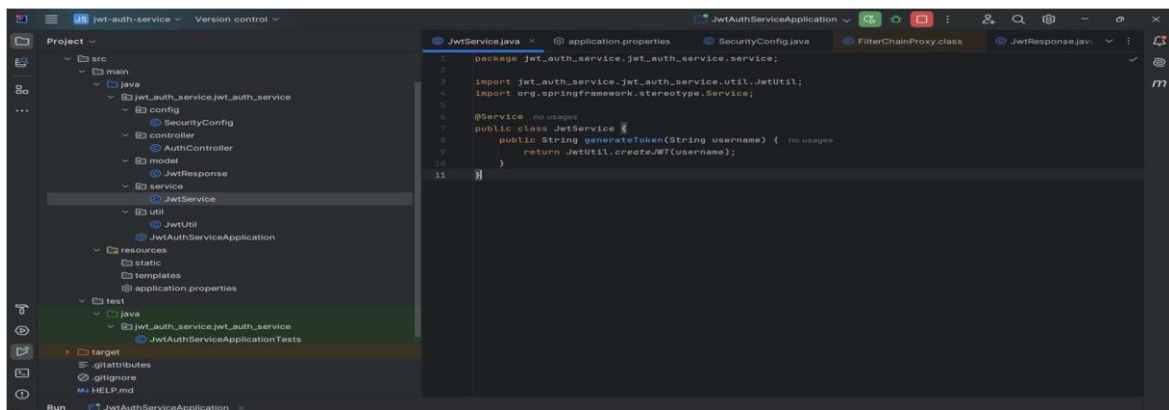 JS jwt-auth-service Version control JwtAuthServiceApplication
Project
JwtService.java application.properties SecurityConfig.java FilterChainProxy.class JwtResponse.jav
src
main
java
jwt_auth_service.jwt_auth_service
config
SecurityConfig
controller
AuthController
model
JwtResponse
service
JwtService
util
JwtUtil
JwtAuthServiceApplication
resources
static
templates
application.properties
test
java
jwt_auth_service.jwt_auth_service
JwtAuthServiceApplicationTests
target
.gitattributes
.gitignore
M↓ HELP.md
1 package jwt_auth_service.jwt_auth_service.service;
2
3 import jwt_auth_service.jwt_auth_service.util.JwtUtil;
4 import org.springframework.stereotype.Service;
5
6 @Service no usages
7 public class JwtService {
8 public String generateToken(String username) { no usages
9 return JwtUtil.createJWT(username);
10 }
11 }
Run JwtAuthServiceApplication